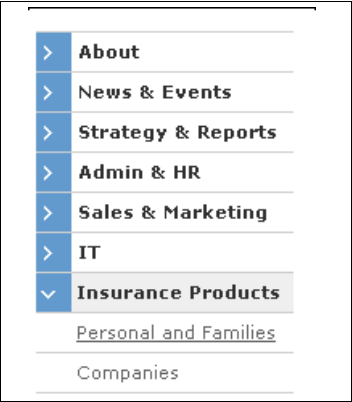 About
News & Events
Strategy & Reports
Admin & HR
Sales & Marketing
IT
Insurance Products
Personal and Families
Companies